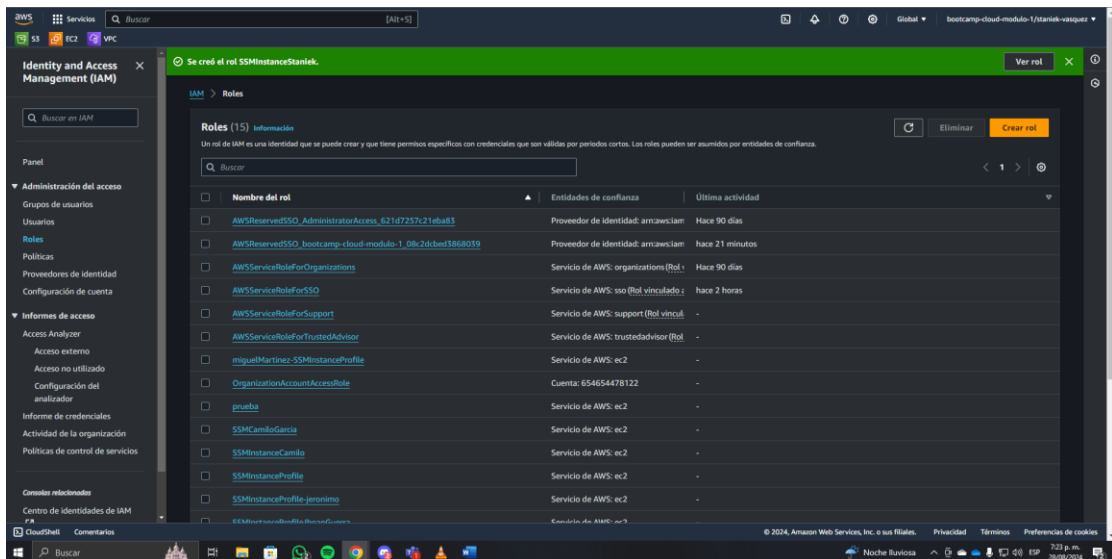 aws Servicios Buscar [Alt+S] Global bootcamp-cloud-modulo-1/staniek-vasquez
S3 EC2 VPC
Identity and Access Management (IAM)
Buscar en IAM
Panel
Administración del acceso
Grupos de usuarios
Usuarios
Roles
Políticas
Proveedores de identidad
Configuración de cuenta
Informes de acceso
Access Analyzer
Acceso externo
Acceso no utilizado
Configuración del
analizador
Informe de credenciales
Actividad de la organización
Políticas de control de servicios
Consolas relacionadas
Centro de identidades de IAM
Se creó el rol SSMInstanceStaniek. Ver rol
IAM > Roles
Roles (15) Información Eliminar Crear rol
Un rol de IAM es una identidad que se puede crear y que tiene permisos específicos con credenciales que son válidas por periodos cortos. Los roles pueden ser asumidos por entidades de confianza.
Buscar 1
Nombre del rol Entidades de confianza Última actividad
AWSReservedSSO_AdministratorAccess_621d7257c21eba83 Proveedor de identidad: arn:aws:iam Hace 90 días
AWSReservedSSO_bootcamp-cloud-modulo-1_08c2dcbed3868039 Proveedor de identidad: arn:aws:iam hace 21 minutos
AWSServiceRoleForOrganizations Servicio de AWS: organizations (Rol Hace 90 días
AWSServiceRoleForSSO Servicio de AWS: sso (Rol vinculado hace 2 horas
AWSServiceRoleForSupport Servicio de AWS: support (Rol vincul -
AWSServiceRoleForTrustedAdvisor Servicio de AWS: trustedadvisor (Rol -
miguelMartinez-SSMInstanceProfile Servicio de AWS: ec2 -
OrganizationAccountAccessRole Cuenta: 654654478122 -
prueba Servicio de AWS: ec2 -
SSMCamiloGarcia Servicio de AWS: ec2 -
SSMInstanceCamilo Servicio de AWS: ec2 -
SSMInstanceProfile Servicio de AWS: ec2 -
SSMInstanceProfile-jeronimo Servicio de AWS: ec2 -
SSMInstanceProfileJhoanGuerra Servicio de AWS: ec2
CloudShell Comentarios © 2024, Amazon Web Services, Inc. o sus filiales. Privacidad Términos Preferencias de cookies
Buscar Noche lluviosa ESP 7:23 p. m.
28/08/2024